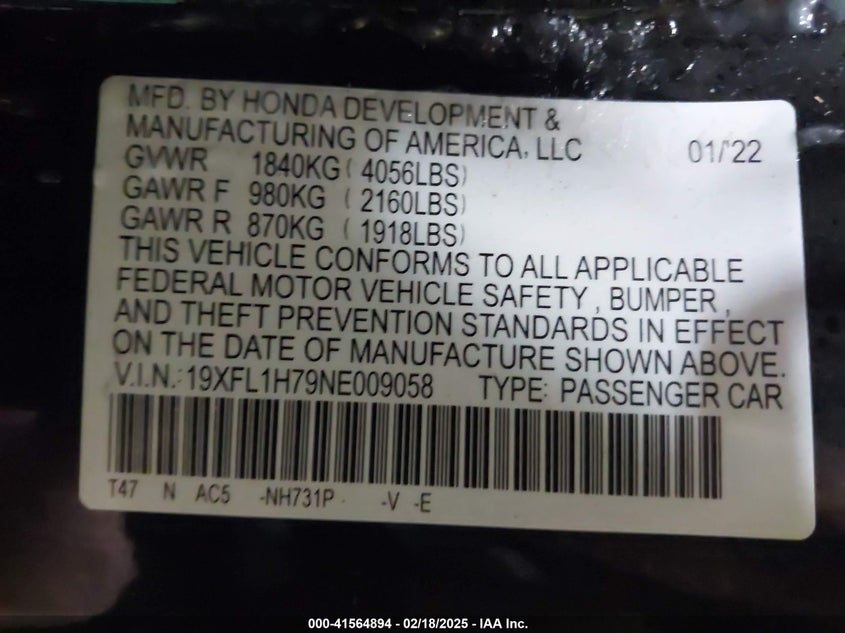 MFD. BY HONDA DEVELOPMENT &
MANUFACTURING OF AMERICA, LLC 01/'22
GVWR 1840KG ( 4056LBS)
GAWR F 980KG ( 2160LBS)
GAWR R 870KG ( 1918LBS)
THIS VEHICLE CONFORMS TO ALL APPLICABLE
FEDERAL MOTOR VEHICLE SAFETY , BUMPER ,
AND THEFT PREVENTION STANDARDS IN EFFECT
ON THE DATE OF MANUFACTURE SHOWN ABOVE.
V.I.N.: 19XFL1H79NE009058 TYPE: PASSENGER CAR
T47 N AC5 -NH731P -V -E
000-41564894 - 02/18/2025 - IAA Inc.